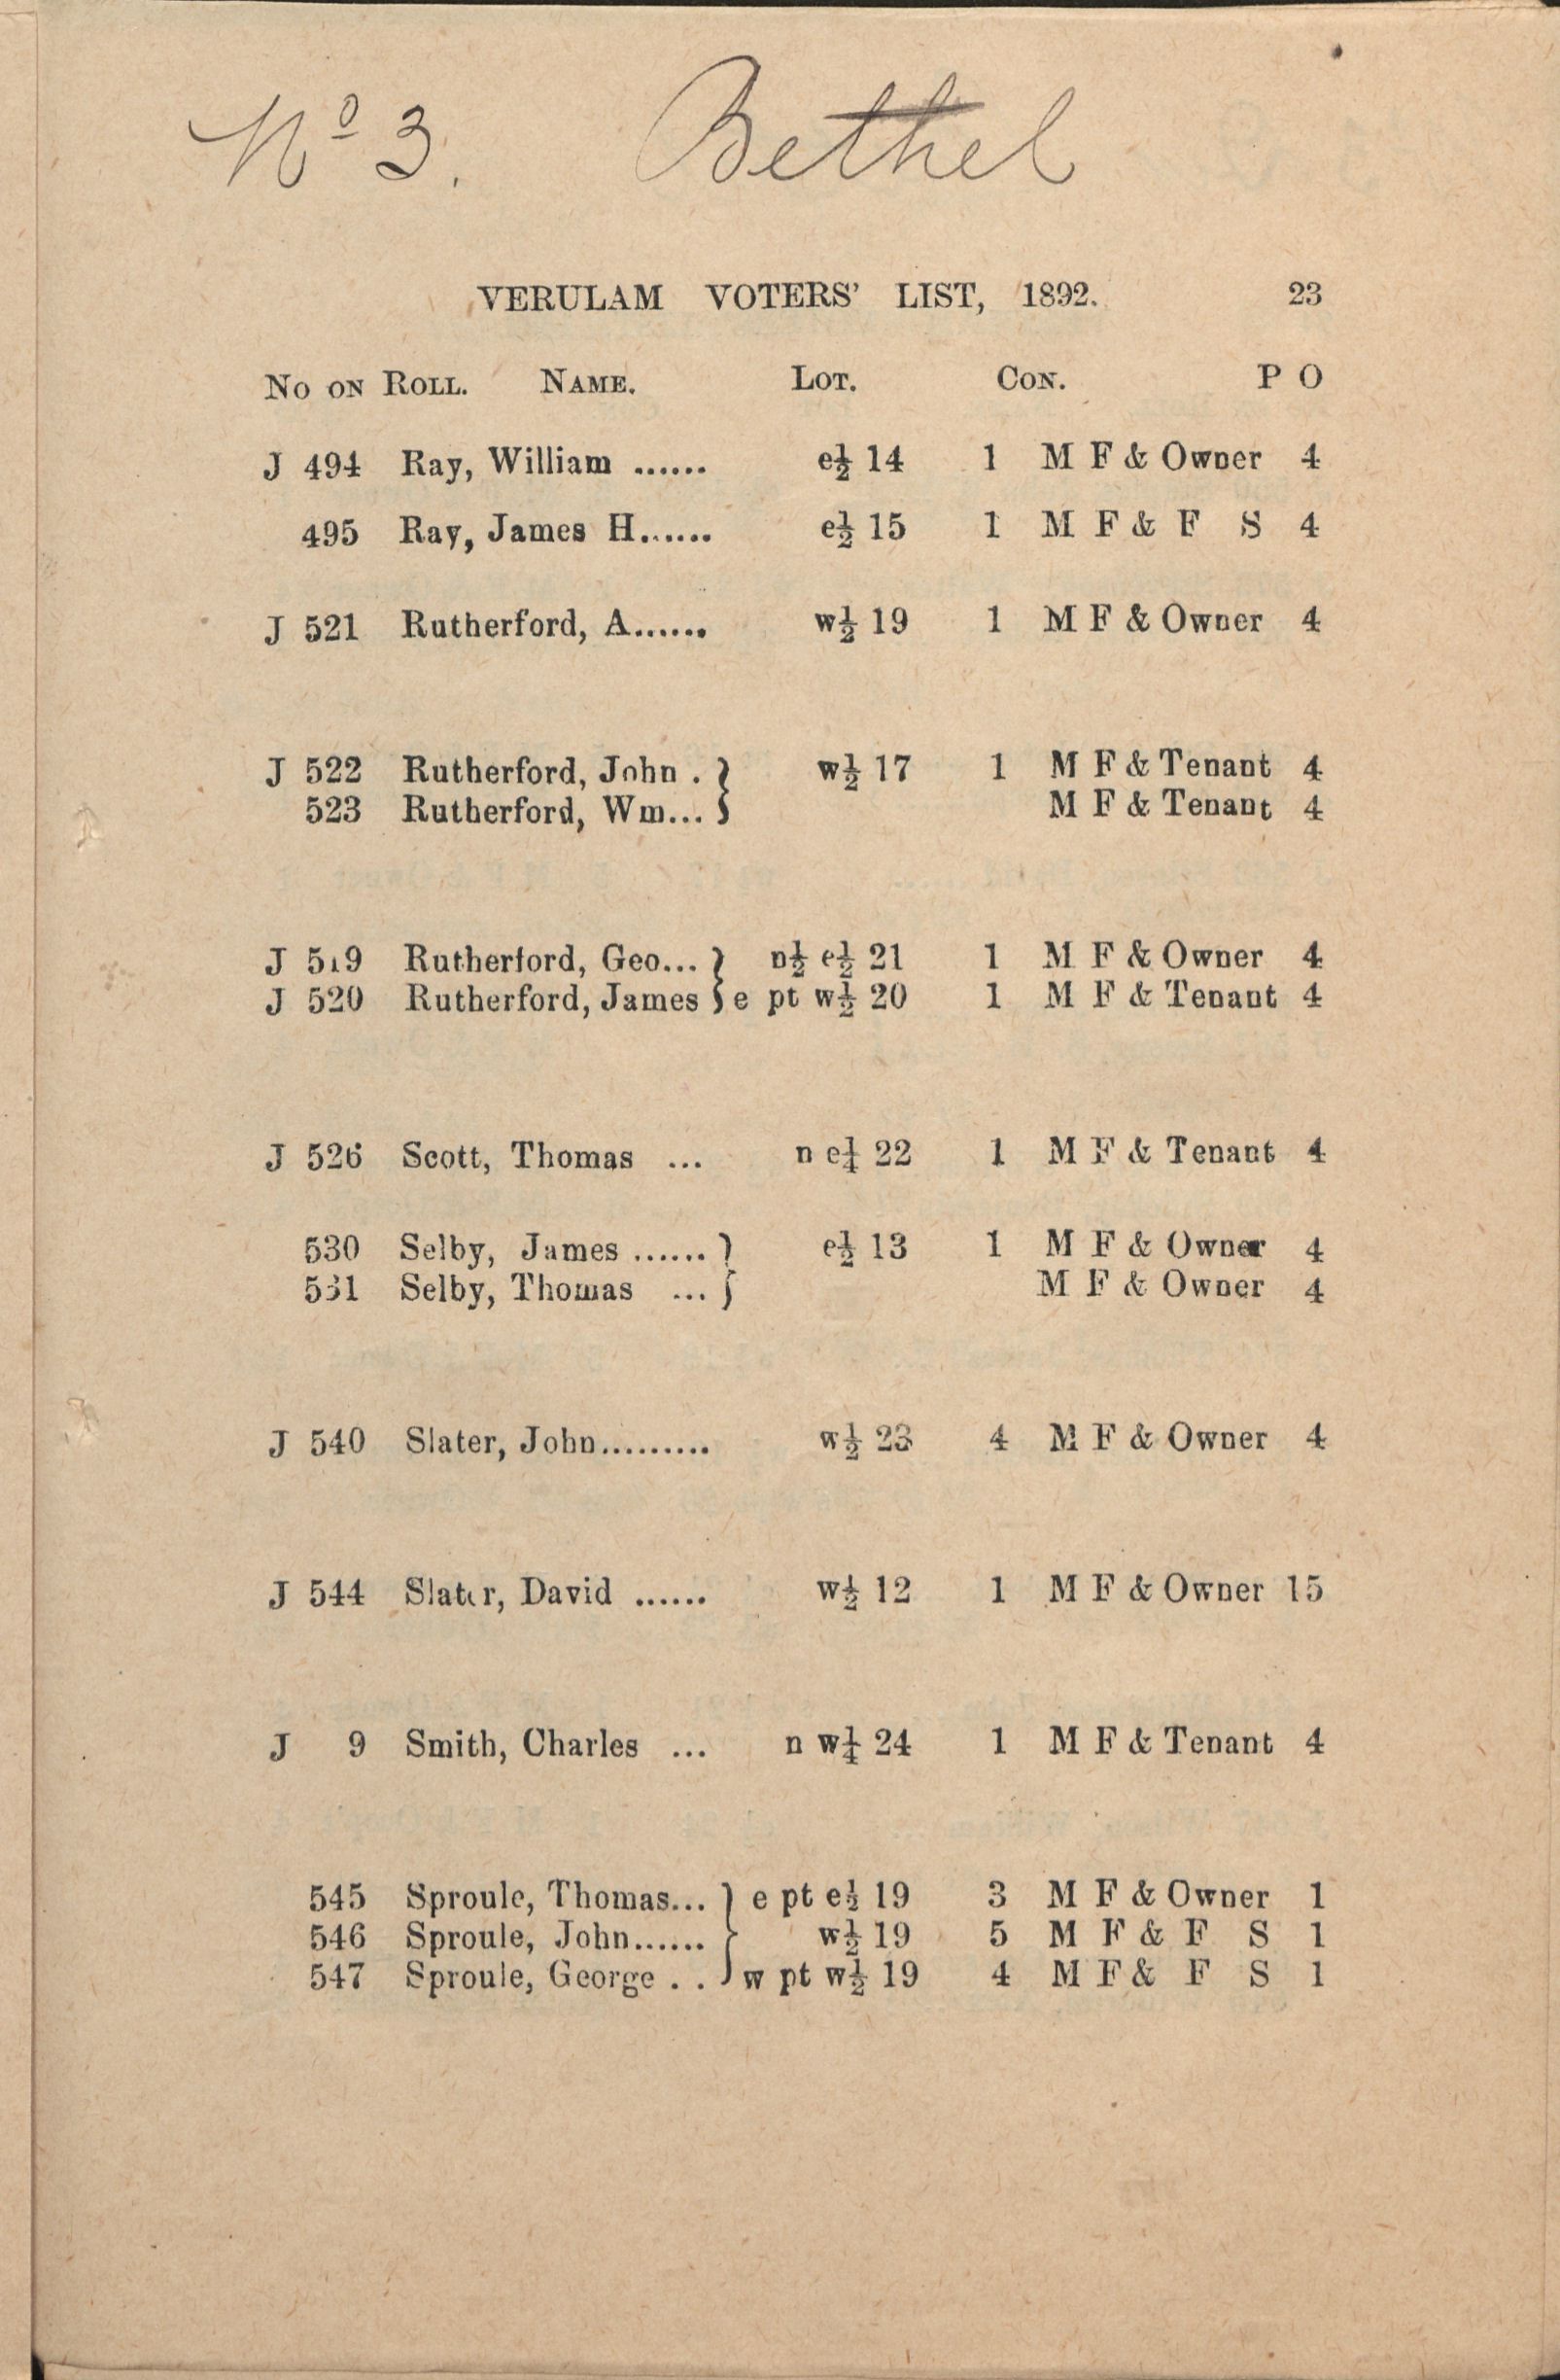 Nº 3. Bethel
VERULAM VOTERS' LIST, 1892. 23
No on Roll. Name. Lot. Con. P O
J 494 Ray, William ...... e½ 14 1 M F & Owner 4
495 Ray, James H...... e½ 15 1 M F & F S 4
J 521 Rutherford, A...... w½ 19 1 M F & Owner 4
J 522 Rutherford, John . } w½ 17 1 M F & Tenant 4
523 Rutherford, Wm... } M F & Tenant 4
J 519 Rutherford, Geo... } n½ e½ 21 1 M F & Owner 4
J 520 Rutherford, James } e pt w½ 20 1 M F & Tenant 4
J 526 Scott, Thomas ... n e¼ 22 1 M F & Tenant 4
530 Selby, James ...... } e½ 13 1 M F & Owner 4
531 Selby, Thomas ... } M F & Owner 4
J 540 Slater, John......... w½ 23 4 M F & Owner 4
J 544 Slater, David ...... w½ 12 1 M F & Owner 15
J 9 Smith, Charles ... n w¼ 24 1 M F & Tenant 4
545 Sproule, Thomas... } e pt e½ 19 3 M F & Owner 1
546 Sproule, John...... } w½ 19 5 M F & F S 1
547 Sproule, George . . } w pt w½ 19 4 M F & F S 1